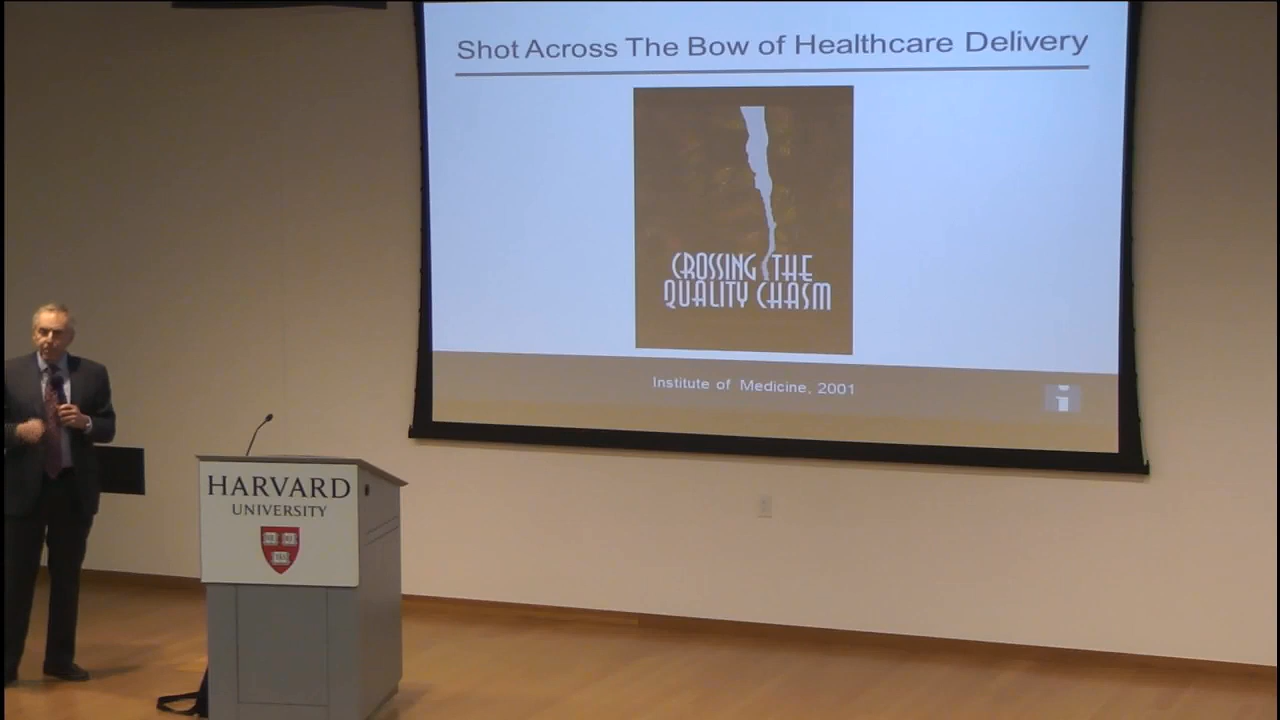 Shot Across The Bow of Healthcare Delivery
CROSSING THE
QUALITY CHASM
Institute of Medicine, 2001
HARVARD
UNIVERSITY